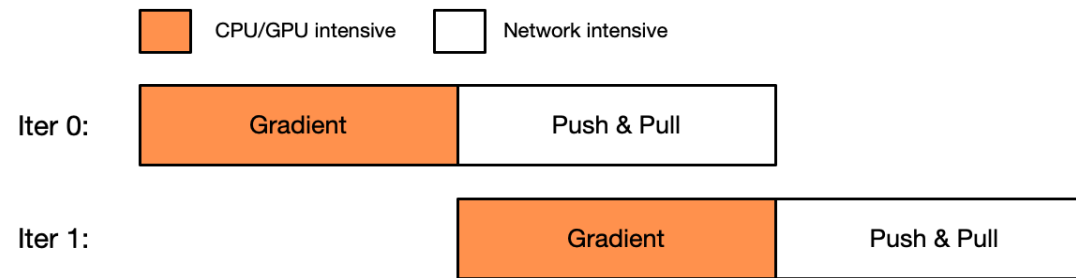 CPU/GPU intensive Network intensive
Iter 0: Gradient Push & Pull
Iter 1: Gradient Push & Pull